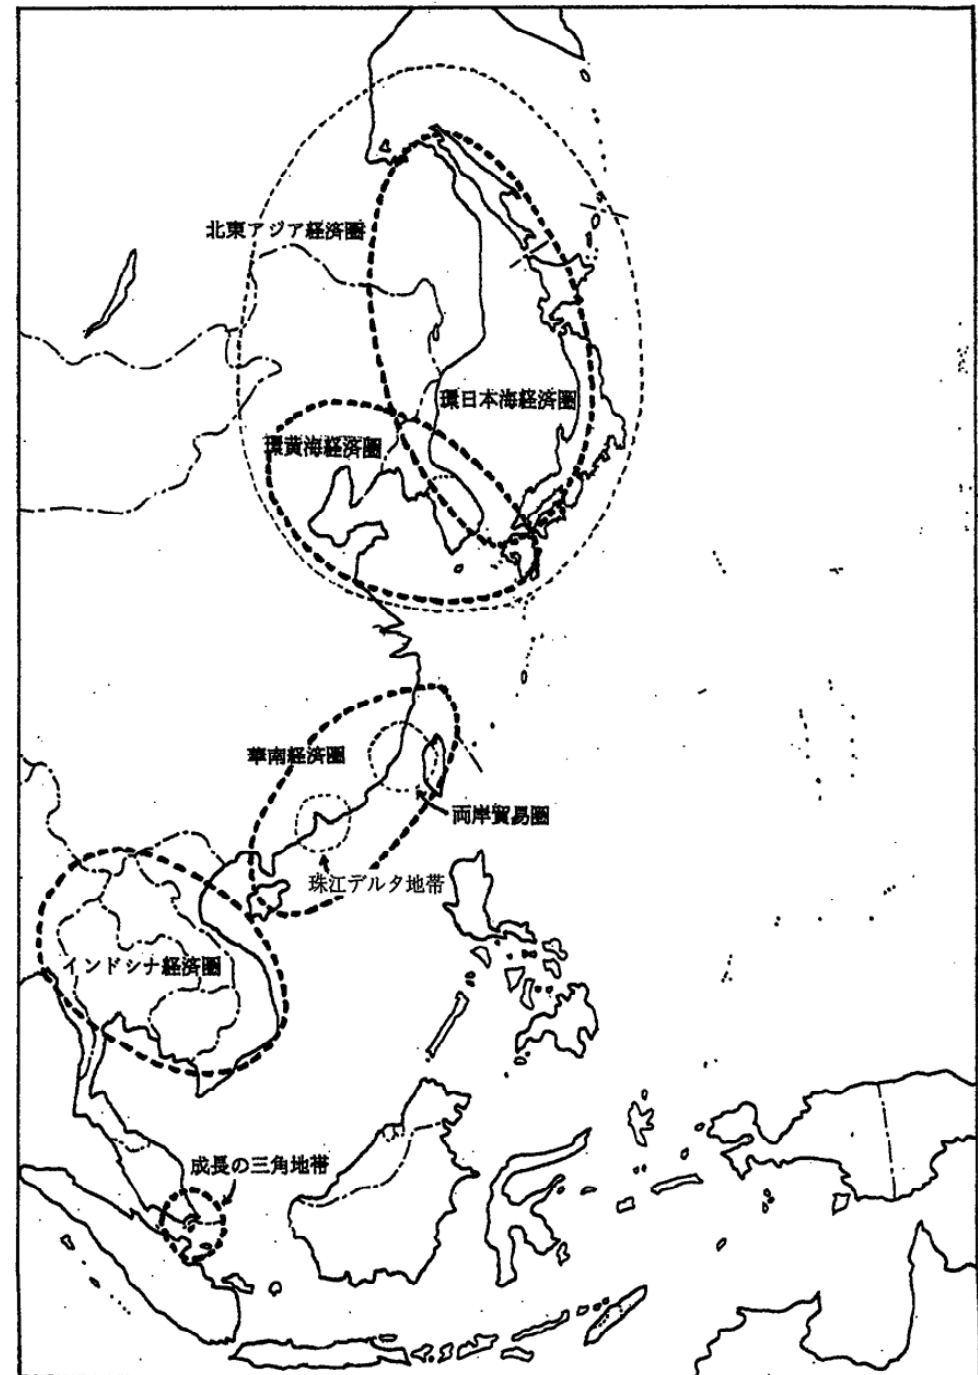 北東アジア経済圏
環日本海経済圏
環黄海経済圏
華南経済圏
両岸貿易圏
珠江デルタ地帯
インドシナ経済圏
成長の三角地帯